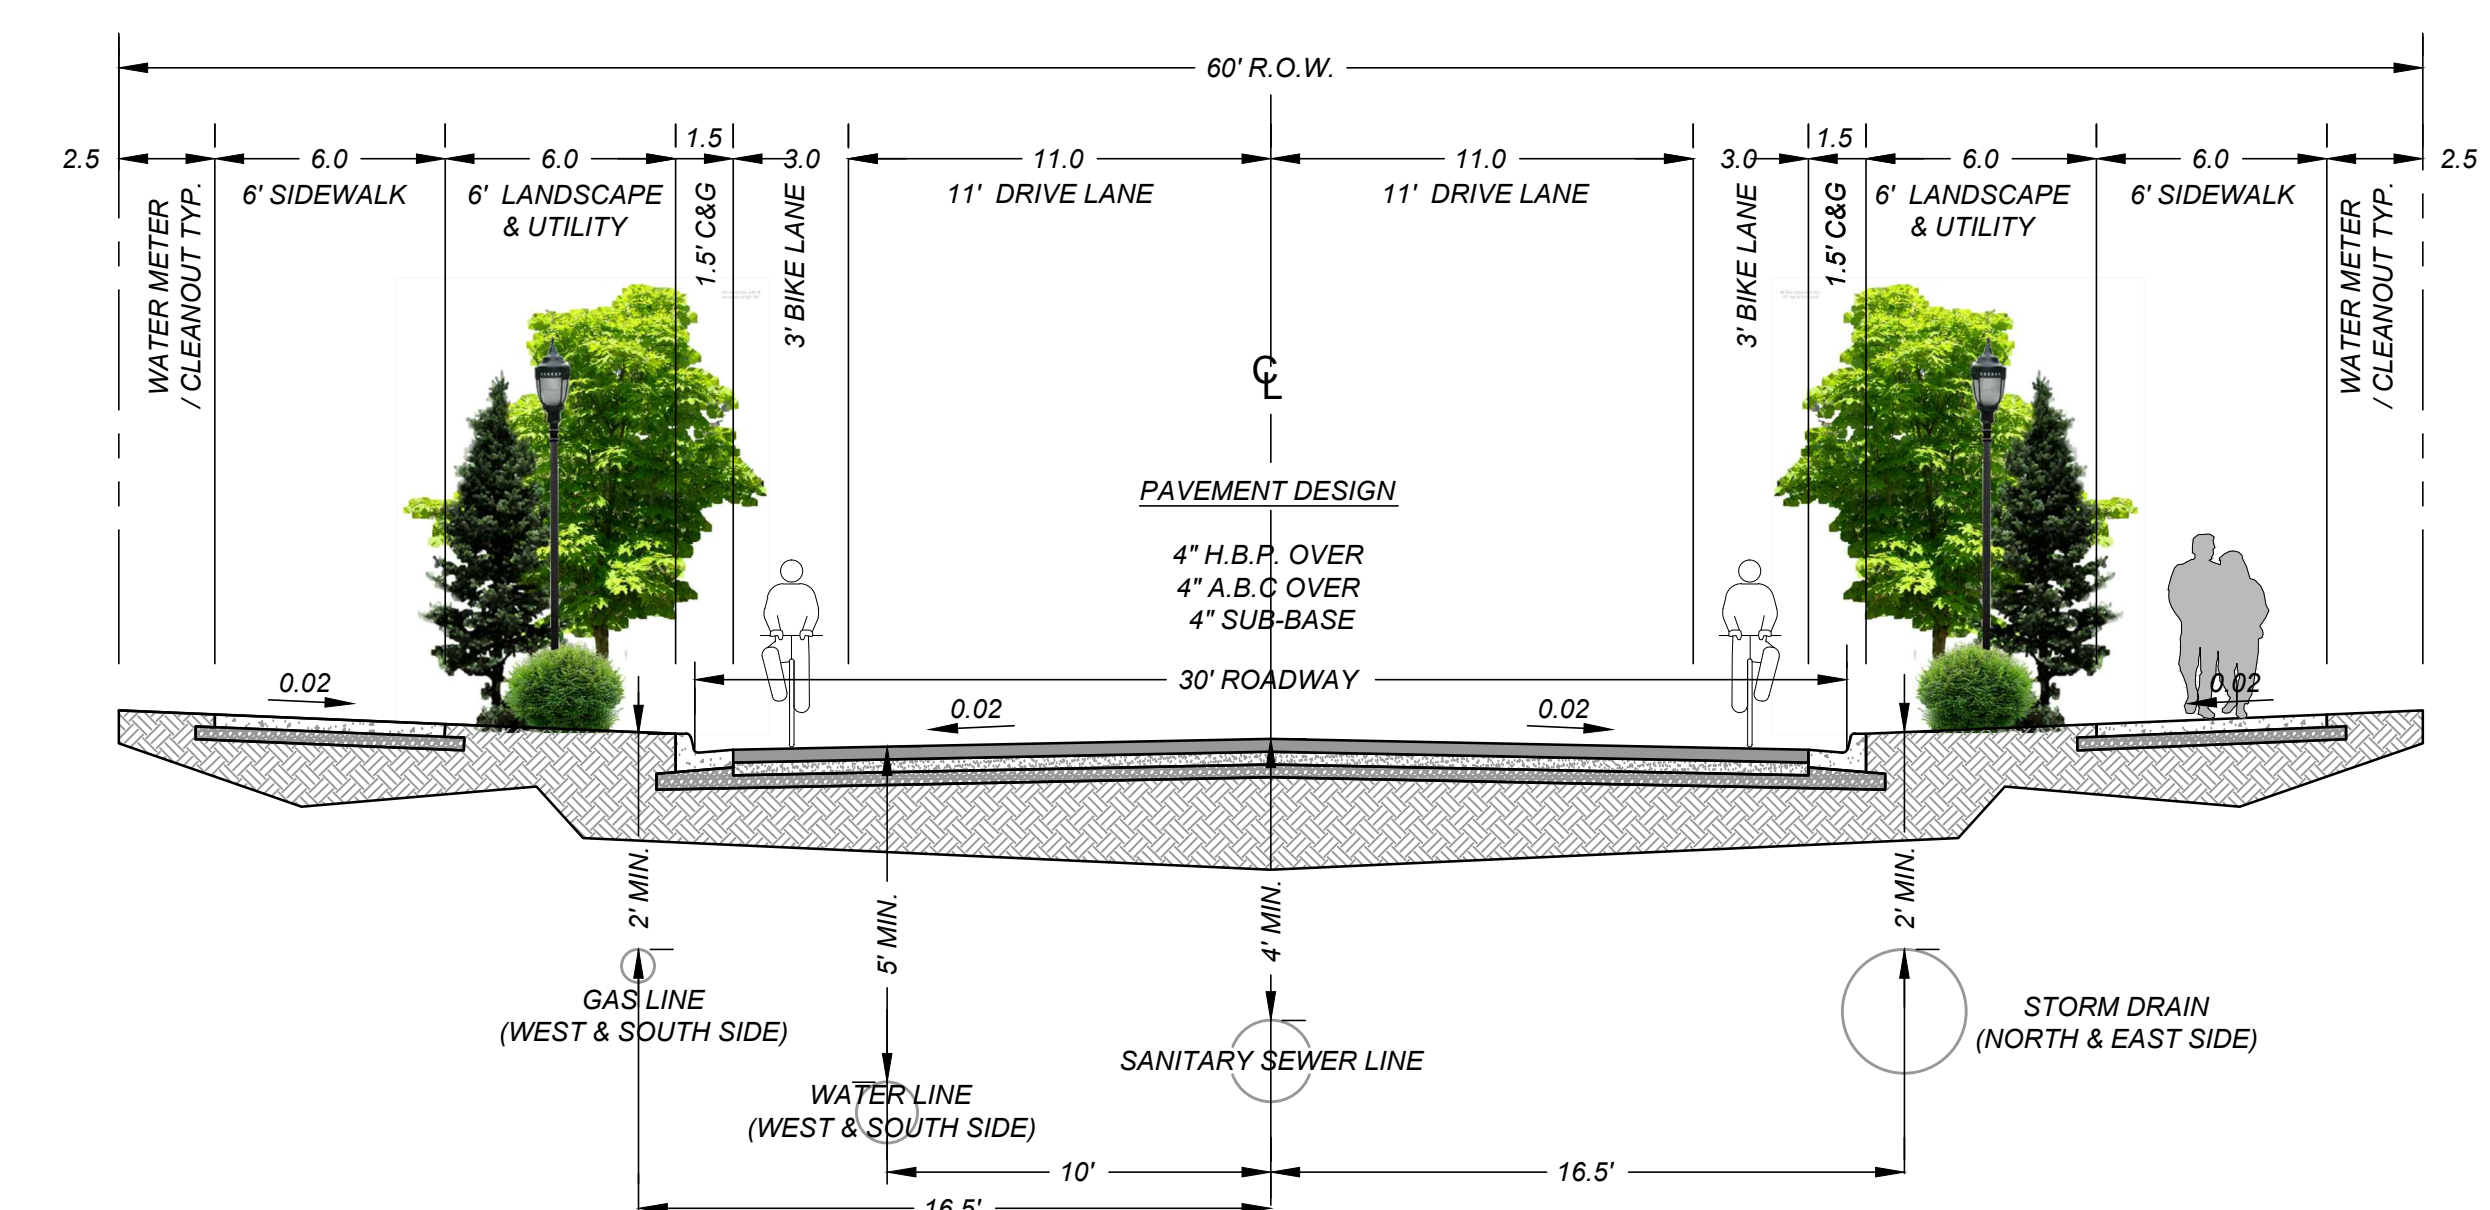 60' R.O.W.
1.5
1.5
2.5
6.0
6.0
3.0
11.0
11.0
3.0
6.0
6.0
2.5
WATER METER
/ CLEANOUT TYP.
6' SIDEWALK
6' LANDSCAPE
& UTILITY
1.5' C&G
3' BIKE LANE
11' DRIVE LANE
11' DRIVE LANE
3' BIKE LANE
1.5' C&G
6' LANDSCAPE
& UTILITY
6' SIDEWALK
WATER METER
/ CLEANOUT TYP.
CL
PAVEMENT DESIGN
4" H.B.P. OVER
4" A.B.C OVER
4" SUB-BASE
30' ROADWAY
0.02
0.02
0.02
0.02
2' MIN.
5' MIN.
4' MIN.
2' MIN.
GAS LINE
(WEST & SOUTH SIDE)
WATER LINE
(WEST & SOUTH SIDE)
SANITARY SEWER LINE
STORM DRAIN
(NORTH & EAST SIDE)
10'
16.5'
16.5'